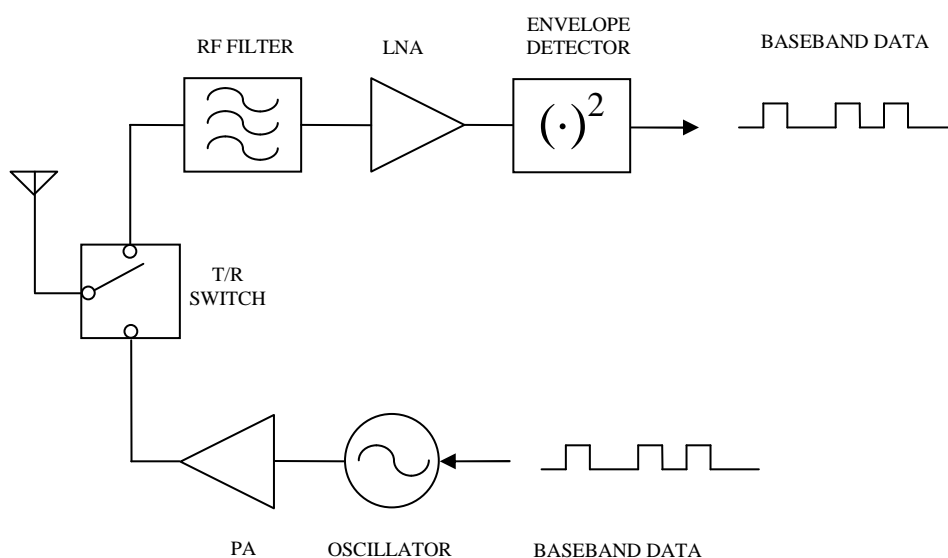 RF FILTER
LNA
ENVELOPE
DETECTOR
BASEBAND DATA
(·)²
T/R
SWITCH
PA
OSCILLATOR
BASEBAND DATA